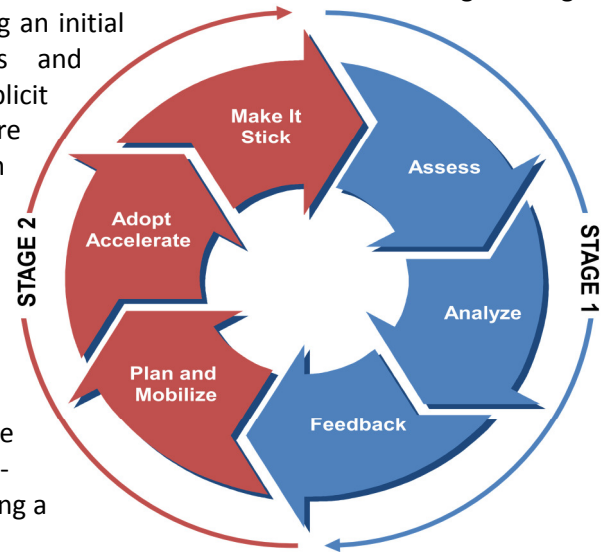 g an initial
s and
plicit
re
n
e
-
ng a
Make It
Stick
Assess
Analyze
Feedback
Plan and
Mobilize
Adopt
Accelerate
STAGE 1
STAGE 2